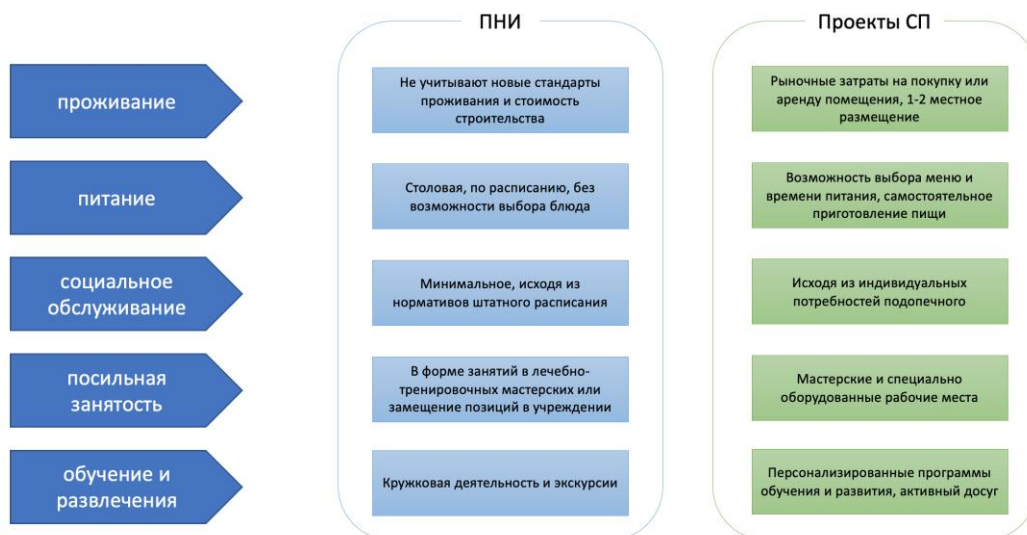 ПНИ
Проекты СП
проживание
Не учитывают новые стандарты
проживания и стоимость
строительства
Рыночные затраты на покупку или
аренду помещения, 1-2 местное
размещение
питание
Столовая, по расписанию, без
возможности выбора блюда
Возможность выбора меню и
времени питания, самостоятельное
приготовление пищи
социальное
обслуживание
Минимальное, исходя из
нормативов штатного расписания
Исходя из индивидуальных
потребностей подопечного
посильная
занятость
В форме занятий в лечебно-
тренировочных мастерских или
замещение позиций в учреждении
Мастерские и специально
оборудованные рабочие места
обучение и
развлечения
Кружковая деятельность и экскурсии
Персонализированные программы
обучения и развития, активный досуг